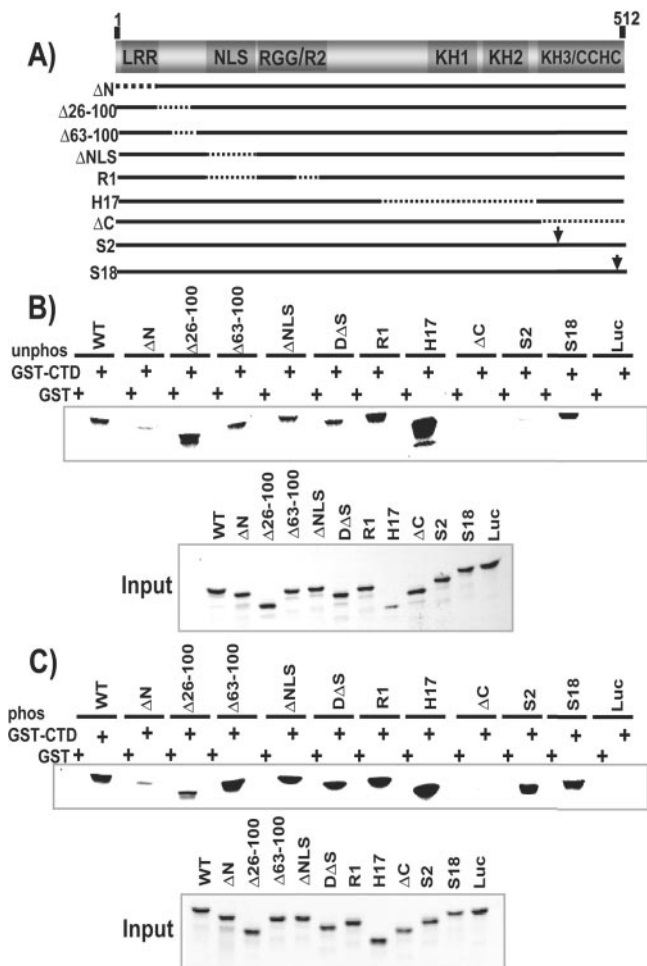 1 512
A)
LRR NLS RGG/R2 KH1 KH2 KH3/CCHC
ΔN
Δ26-100
Δ63-100
ΔNLS
R1
H17
ΔC
S2
S18
B)
WT ΔN Δ26-100 Δ63-100 ΔNLS DΔS R1 H17 ΔC S2 S18 Luc
unphos
GST-CTD + + + + + + + + + + + +
GST + + + + + + + + + + + +
WT ΔN Δ26-100 Δ63-100 ΔNLS DΔS R1 H17 ΔC S2 S18 Luc
Input
C)
WT ΔN Δ26-100 Δ63-100 ΔNLS DΔS R1 H17 ΔC S2 S18 Luc
phos
GST-CTD + + + + + + + + + + + +
GST + + + + + + + + + + + +
WT ΔN Δ26-100 Δ63-100 ΔNLS DΔS R1 H17 ΔC S2 S18 Luc
Input